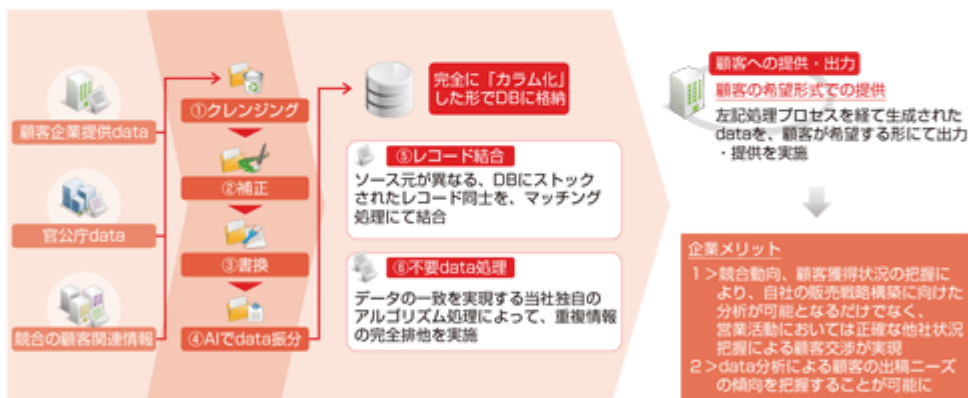 顧客企業提供data
官公庁data
競合の顧客関連情報
①クレンジング
②補正
③書換
④AIでdata振分
完全に「カラム化」
した形でDBに格納
⑤レコード結合
ソース元が異なる、DBにストック
されたレコード同士を、マッチング
処理にて結合
⑥不要data処理
データの一致を実現する当社独自の
アルゴリズム処理によって、重複情報
の完全排他を実施
顧客への提供・出力
顧客の希望形式での提供
左記処理プロセスを経て生成された
dataを、顧客が希望する形にて出力
・提供を実施
企業メリット
1>競合動向、顧客獲得状況の把握に
より、自社の販売戦略構築に向けた
分析が可能となるだけでなく、
営業活動においては正確な他社状況
把握による顧客交渉が実現
2>data分析による顧客の出稿ニーズ
の傾向を把握することが可能に